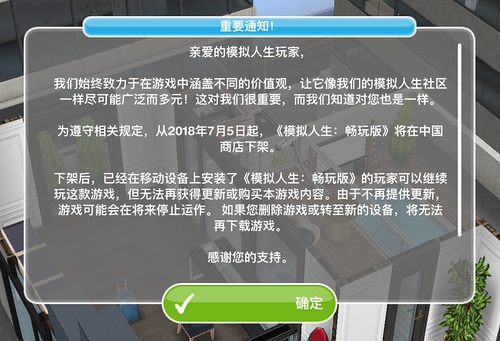 重要通知！
亲爱的模拟人生玩家，
我们始终致力于在游戏中涵盖不同的价值观，让它像我们的模拟人生社区
一样尽可能广泛而多元！这对我们很重要，而我们知道对您也是一样。
为遵守相关规定，从2018年7月5日起，《模拟人生：畅玩版》将在中国
商店下架。
下架后，已经在移动设备上安装了《模拟人生：畅玩版》的玩家可以继续
玩这款游戏，但无法再获得更新或购买本游戏内容。由于不再提供更新，
游戏可能会在将来停止运作。 如果您删除游戏或转至新的设备，将无法
再下载游戏。
感谢您的支持。
确定